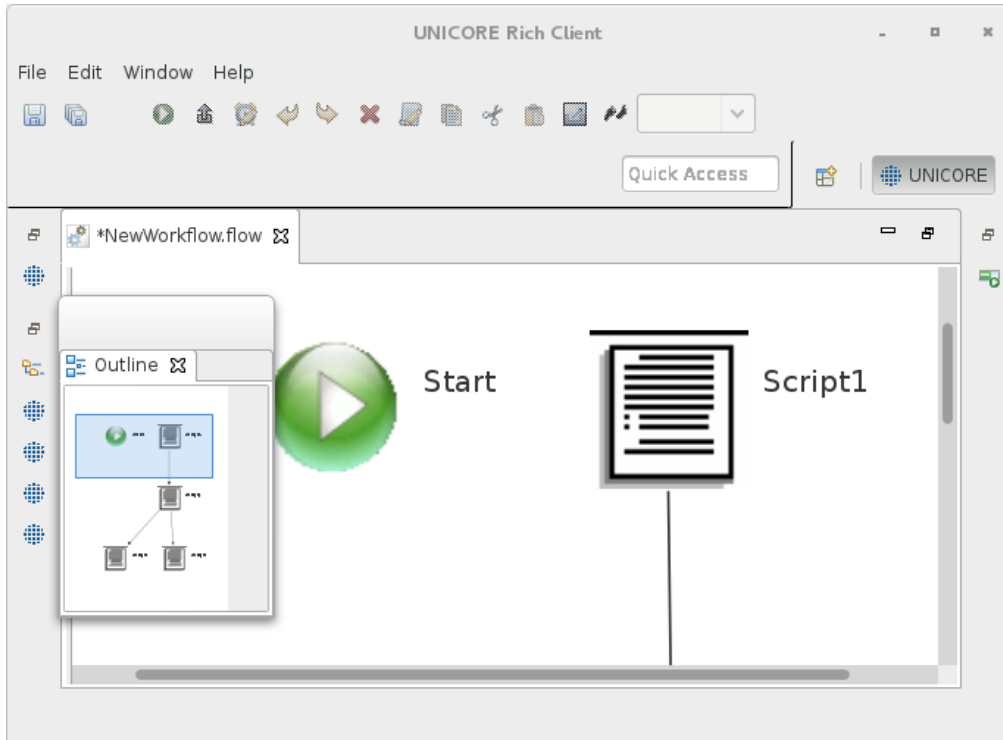 UNICORE Rich Client
File Edit Window Help
Quick Access
UNICORE
*NewWorkflow.flow
Outline
Start
Script1